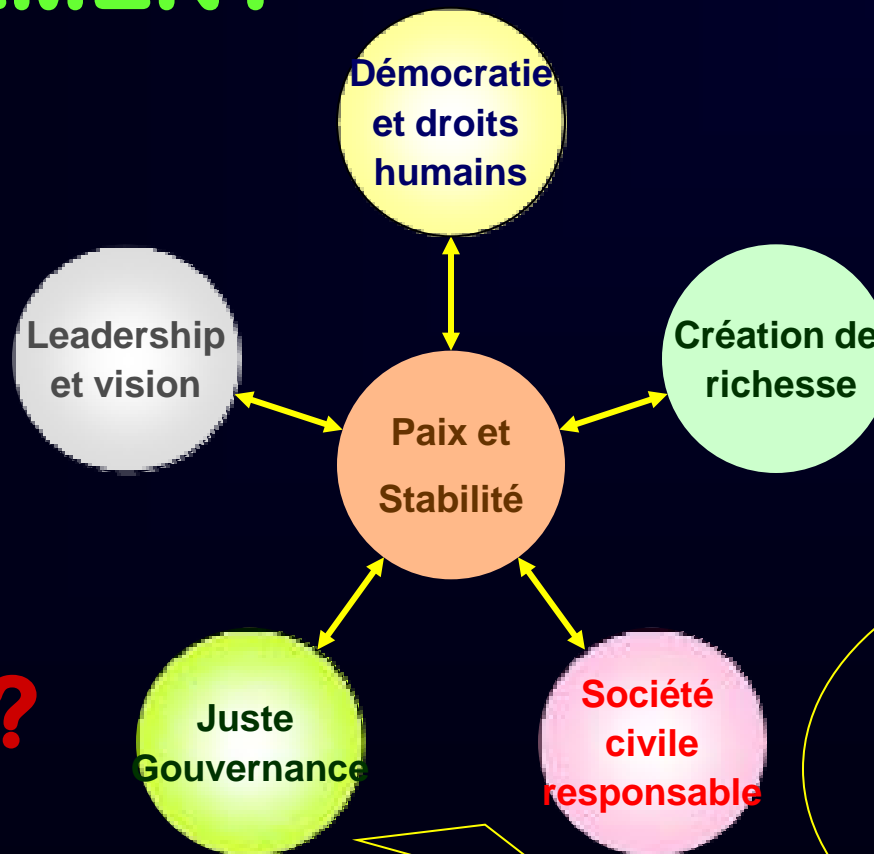 Démocratie
et droits
humains
Leadership
et vision
Création de
richesse
Paix et
Stabilité
?
Juste
Gouvernance
Société
civile
responsable